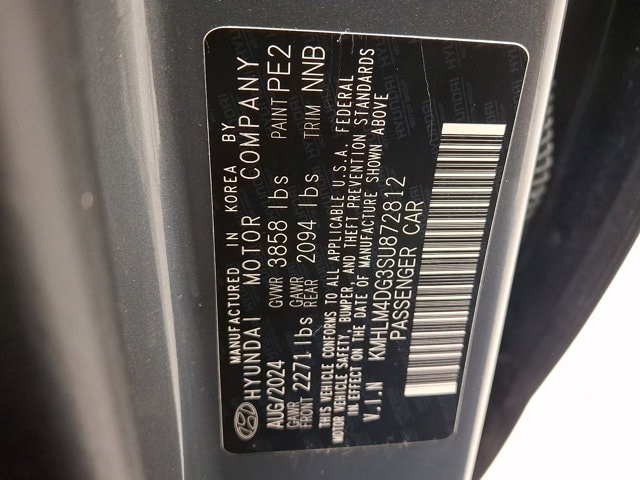 MANUFACTURED IN KOREA BY
HYUNDAI MOTOR COMPANY
AUG/2024 GVWR 3858 lbs PAINT PE2
GAWR FRONT 2271 lbs GAWR REAR 2094 lbs TRIM NNB
THIS VEHICLE CONFORMS TO ALL APPLICABLE U.S.A. FEDERAL
MOTOR VEHICLE SAFETY, BUMPER, AND THEFT PREVENTION STANDARDS
IN EFFECT ON THE DATE OF MANUFACTURE SHOWN ABOVE
V.I.N KMHLM4DG3SU872812
PASSENGER CAR